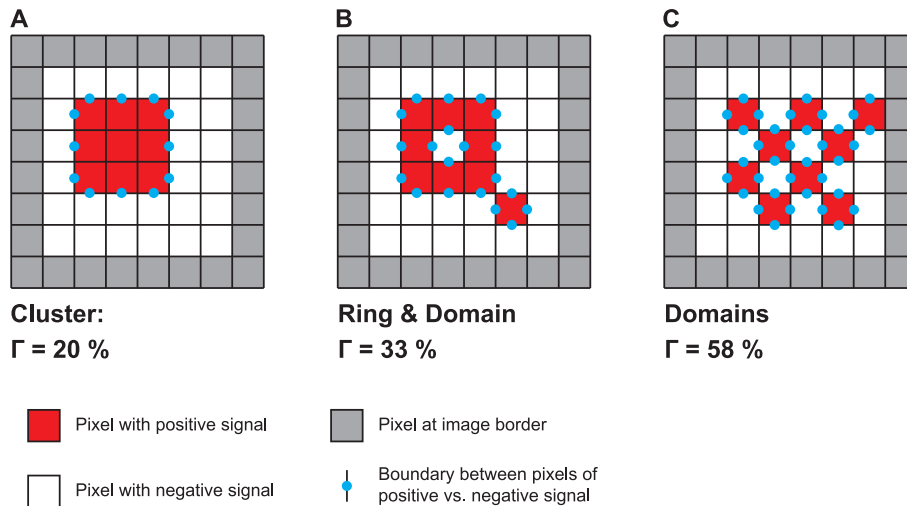 A
B
C
Cluster:
Γ = 20 %
Ring & Domain
Γ = 33 %
Domains
Γ = 58 %
Pixel with positive signal
Pixel at image border
Pixel with negative signal
Boundary between pixels of
positive vs. negative signal